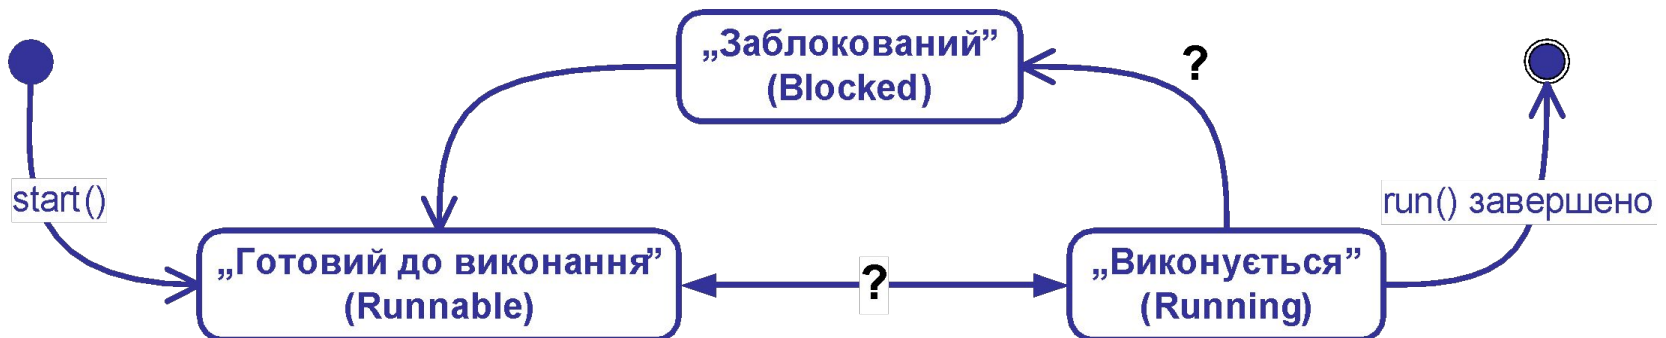 „Заблокований”
(Blocked)
?
start()
run() завершено
„Готовий до виконання”
(Runnable)
?
„Виконується”
(Running)